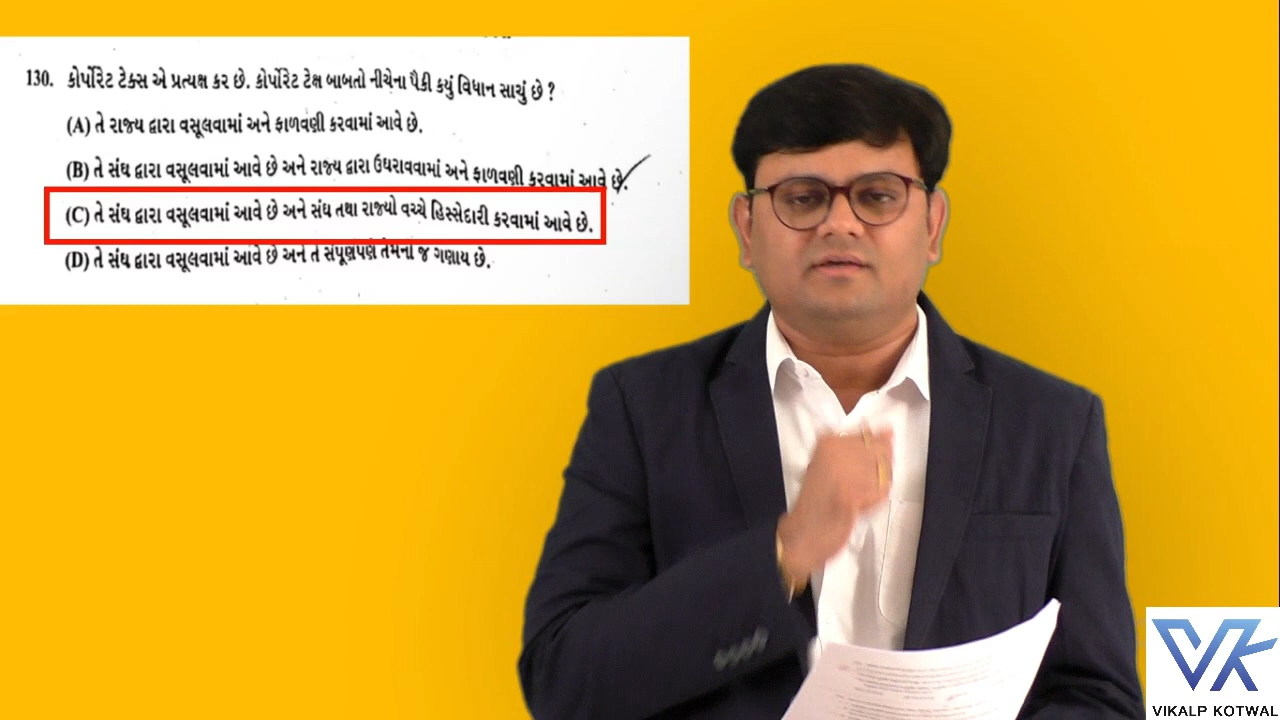 130. કોર્પોરેટ ટેક્સ એ પ્રત્યક્ષ કર છે. કોર્પોરેટ ટેક્ષ બાબતો નીચેના પૈકી કયું વિધાન સાચું છે ?
(A) તે રાજ્ય દ્વારા વસૂલવામાં અને ફાળવણી કરવામાં આવે છે.
(B) તે સંઘ દ્વારા વસૂલવામાં આવે છે અને રાજ્ય દ્વારા ઉઘરાવવામાં અને ફાળવણી કરવામાં આવે છે.
(C) તે સંઘ દ્વારા વસૂલવામાં આવે છે અને સંઘ તથા રાજ્યો વચ્ચે હિસ્સેદારી કરવામાં આવે છે.
(D) તે સંઘ દ્વારા વસૂલવામાં આવે છે અને તે સંપૂણપણે તેમના જ ગણાય છે.
VK
VIKALP KOTWAL